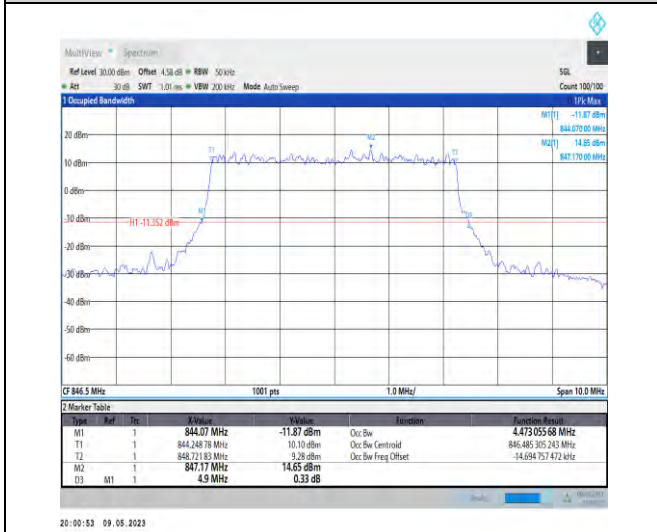 MultiView Spectrum
Ref Level 30.00 dBm Offset 4.58 dB RBW 50 kHz SGL
Att 30 dB SWT 1.01 ms VBW 200 kHz Mode Auto Sweep Count 100/100
1 Occupied Bandwidth 1Pk Max
M1[1] -11.87 dBm
844.070 00 MHz
20 dBm
M2
M2[1] 14.65 dBm
847.170 00 MHz
T1
T2
10 dBm
0 dBm
-10 dBm
M1
H1 -11.352 dBm
D3
-20 dBm
-30 dBm
-40 dBm
-50 dBm
-60 dBm
CF 846.5 MHz 1001 pts 1.0 MHz/ Span 10.0 MHz
2 Marker Table
Type Ref Trc X-Value Y-Value Function Function Result
M1 1 844.07 MHz -11.87 dBm Occ Bw 4.473 055 68 MHz
T1 1 844.248 78 MHz 10.10 dBm Occ Bw Centroid 846.485 305 243 MHz
T2 1 848.721 83 MHz 9.28 dBm Occ Bw Freq Offset -14.694 757 472 kHz
M2 1 847.17 MHz 14.65 dBm
D3 M1 1 4.9 MHz 0.33 dB
20:00:53 09.05.2023